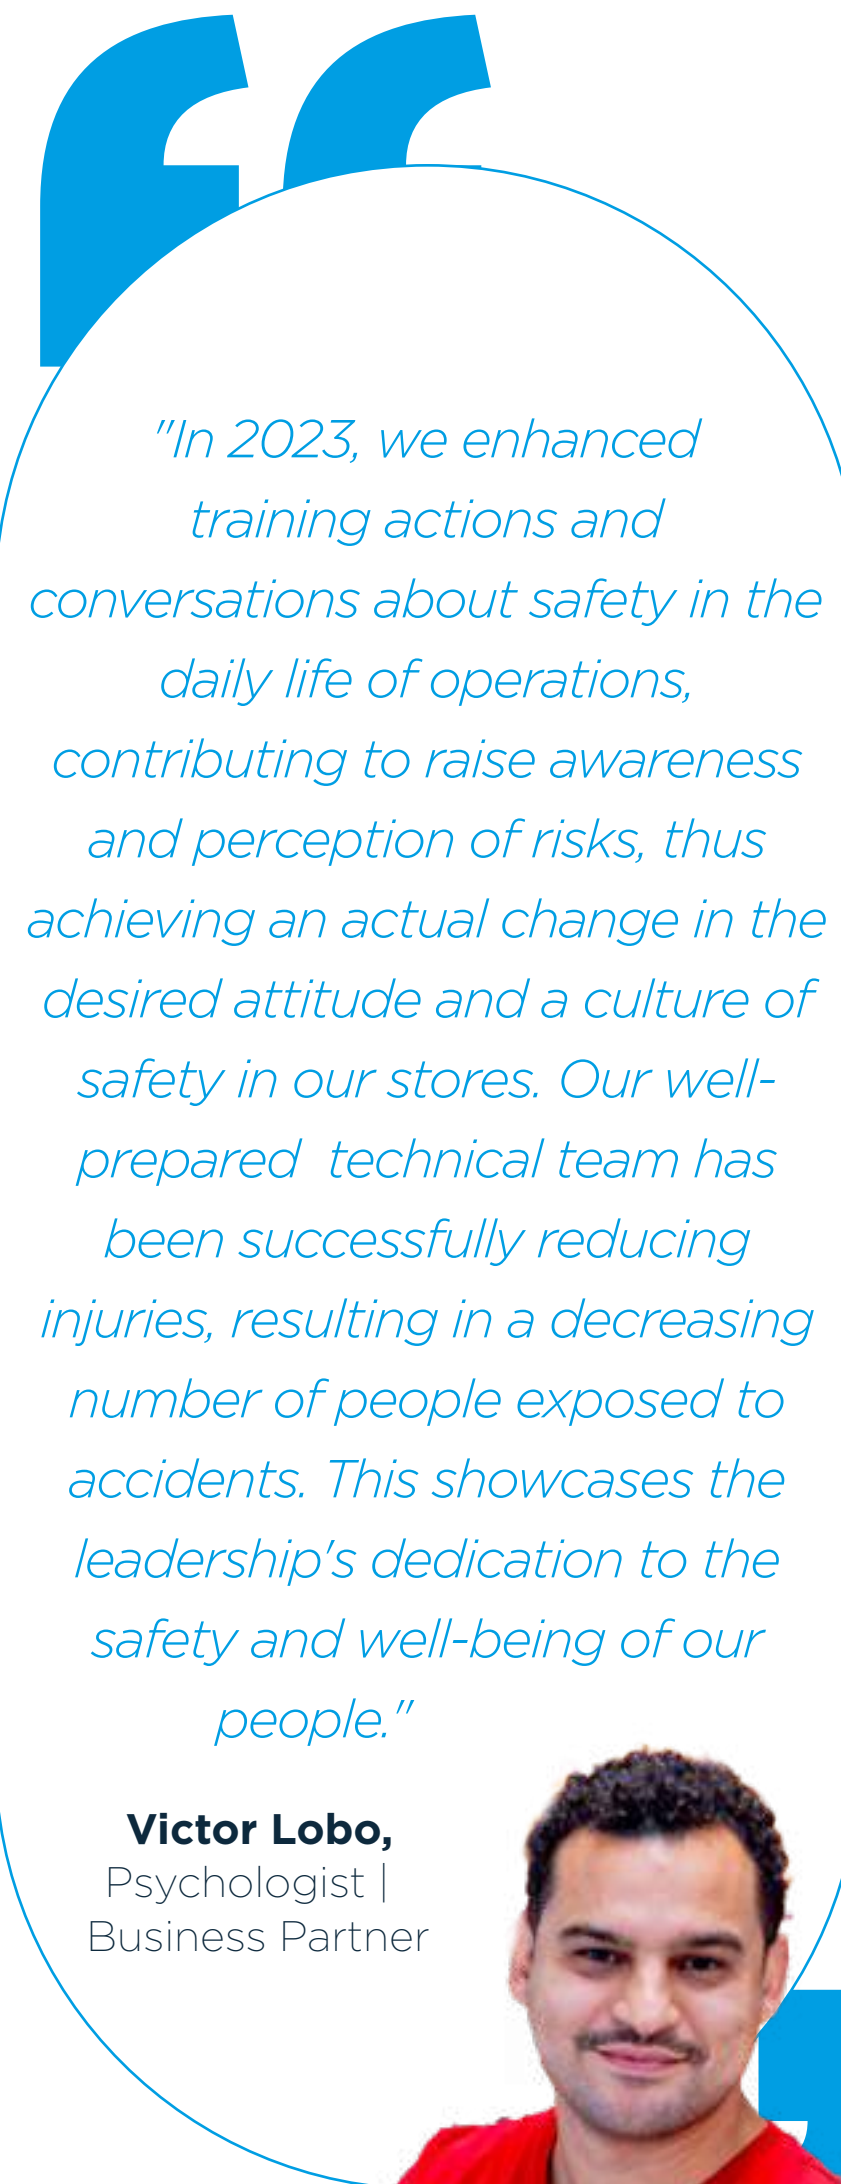 "In 2023, we enhanced
training actions and
conversations about safety in the
daily life of operations,
contributing to raise awareness
and perception of risks, thus
achieving an actual change in the
desired attitude and a culture of
safety in our stores. Our well-
prepared  technical team has
been successfully reducing
injuries, resulting in a decreasing
number of people exposed to
accidents. This showcases the
leadership's dedication to the
safety and well-being of our
people."
Victor Lobo,
Psychologist |
Business Partner